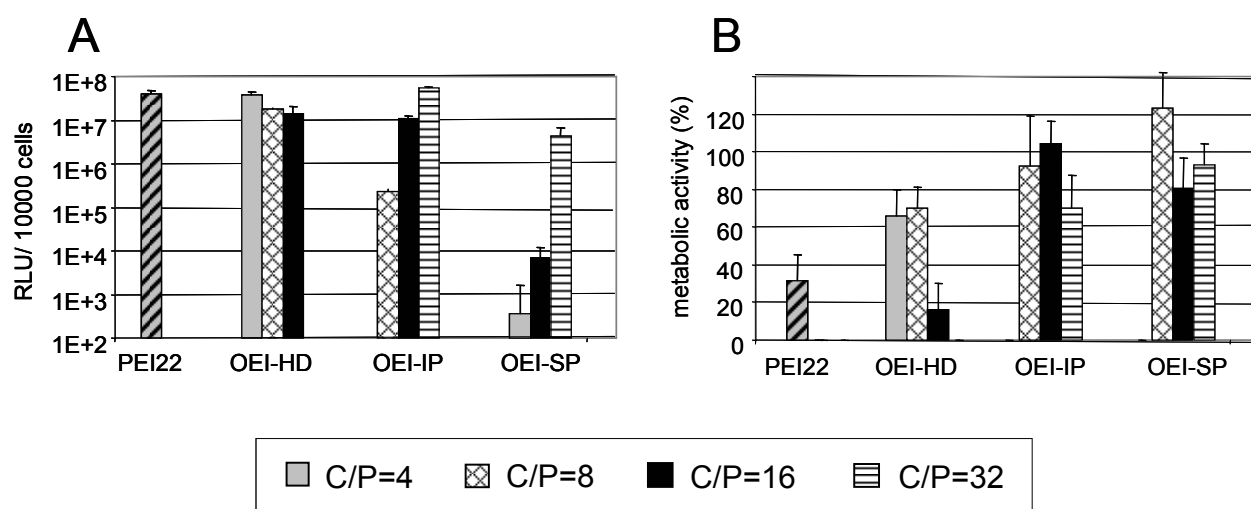 A
RLU/ 10000 cells
1E+8
1E+7
1E+6
1E+5
1E+4
1E+3
1E+2
PEI22 OEI-HD OEI-IP OEI-SP
B
metabolic activity (%)
120
100
80
60
40
20
0
PEI22 OEI-HD OEI-IP OEI-SP
C/P=4 C/P=8 C/P=16 C/P=32